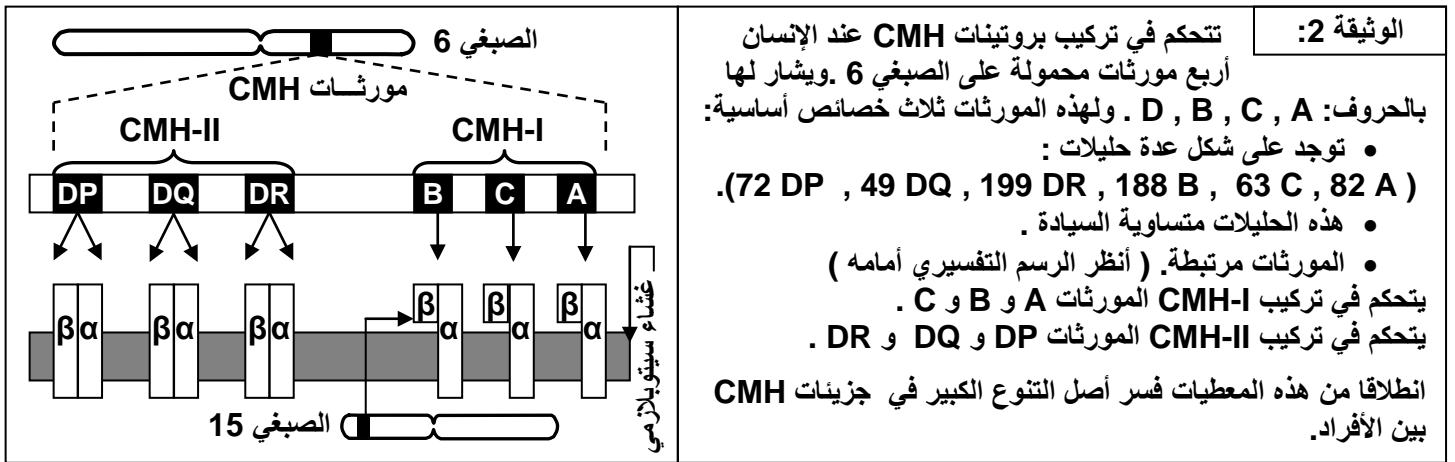 الوثيقة 2:
تتحكم في تركيب بروتينات CMH عند الإنسان
أربع مورثات محمولة على الصبغي 6 .ويشار لها
بالحروف: D , B , C , A . ولهذه المورثات ثلاث خصائص أساسية:
• توجد على شكل عدة حليلات :
( 82 A , 63 C , 188 B , 199 DR , 49 DQ , 72 DP).
• هذه الحليلات متساوية السيادة .
• المورثات مرتبطة. ( أنظر الرسم التفسيري أمامه )
يتحكم في تركيب CMH-I المورثات A و B و C .
يتحكم في تركيب CMH-II المورثات DP و DQ و DR .
انطلاقا من هذه المعطيات فسر أصل التنوع الكبير في جزيئات CMH
بين الأفراد.
الصبغي 6
مورثـــات CMH
CMH-II CMH-I
DP DQ DR B C A
β β β
βα βα βα α α α
غشاء سيتوبلازمي
الصبغي 15